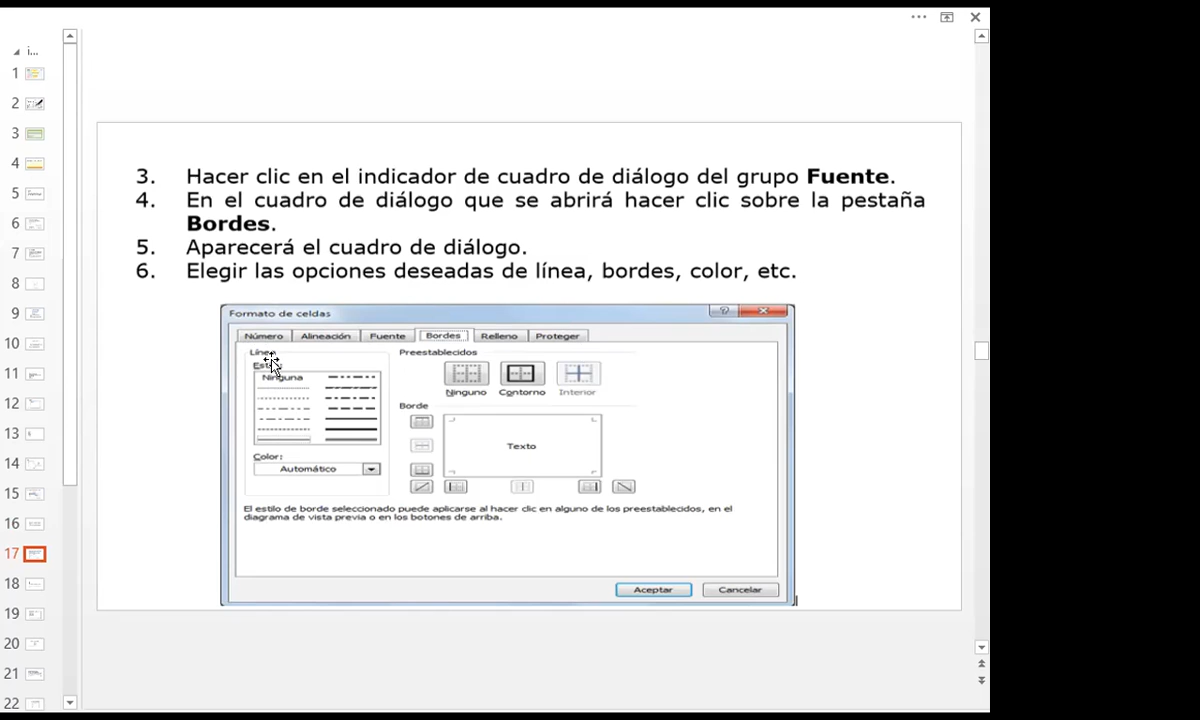 i...
1
2
3
4
5
6
7
8
9
10
11
12
13
14
15
16
17
18
19
20
21
22
3. Hacer clic en el indicador de cuadro de diálogo del grupo Fuente.
4. En el cuadro de diálogo que se abrirá hacer clic sobre la pestaña
Bordes.
5. Aparecerá el cuadro de diálogo.
6. Elegir las opciones deseadas de línea, bordes, color, etc.
Formato de celdas
Número Alineación Fuente Bordes Relleno Proteger
Preestablecidos
Ninguna
Ninguno Contorno Interior
Borde
Texto
Color:
Automático
El estilo de borde seleccionado puede aplicarse al hacer clic en alguno de los preestablecidos, en el
diagrama de vista previa o en los botones de arriba.
Aceptar Cancelar